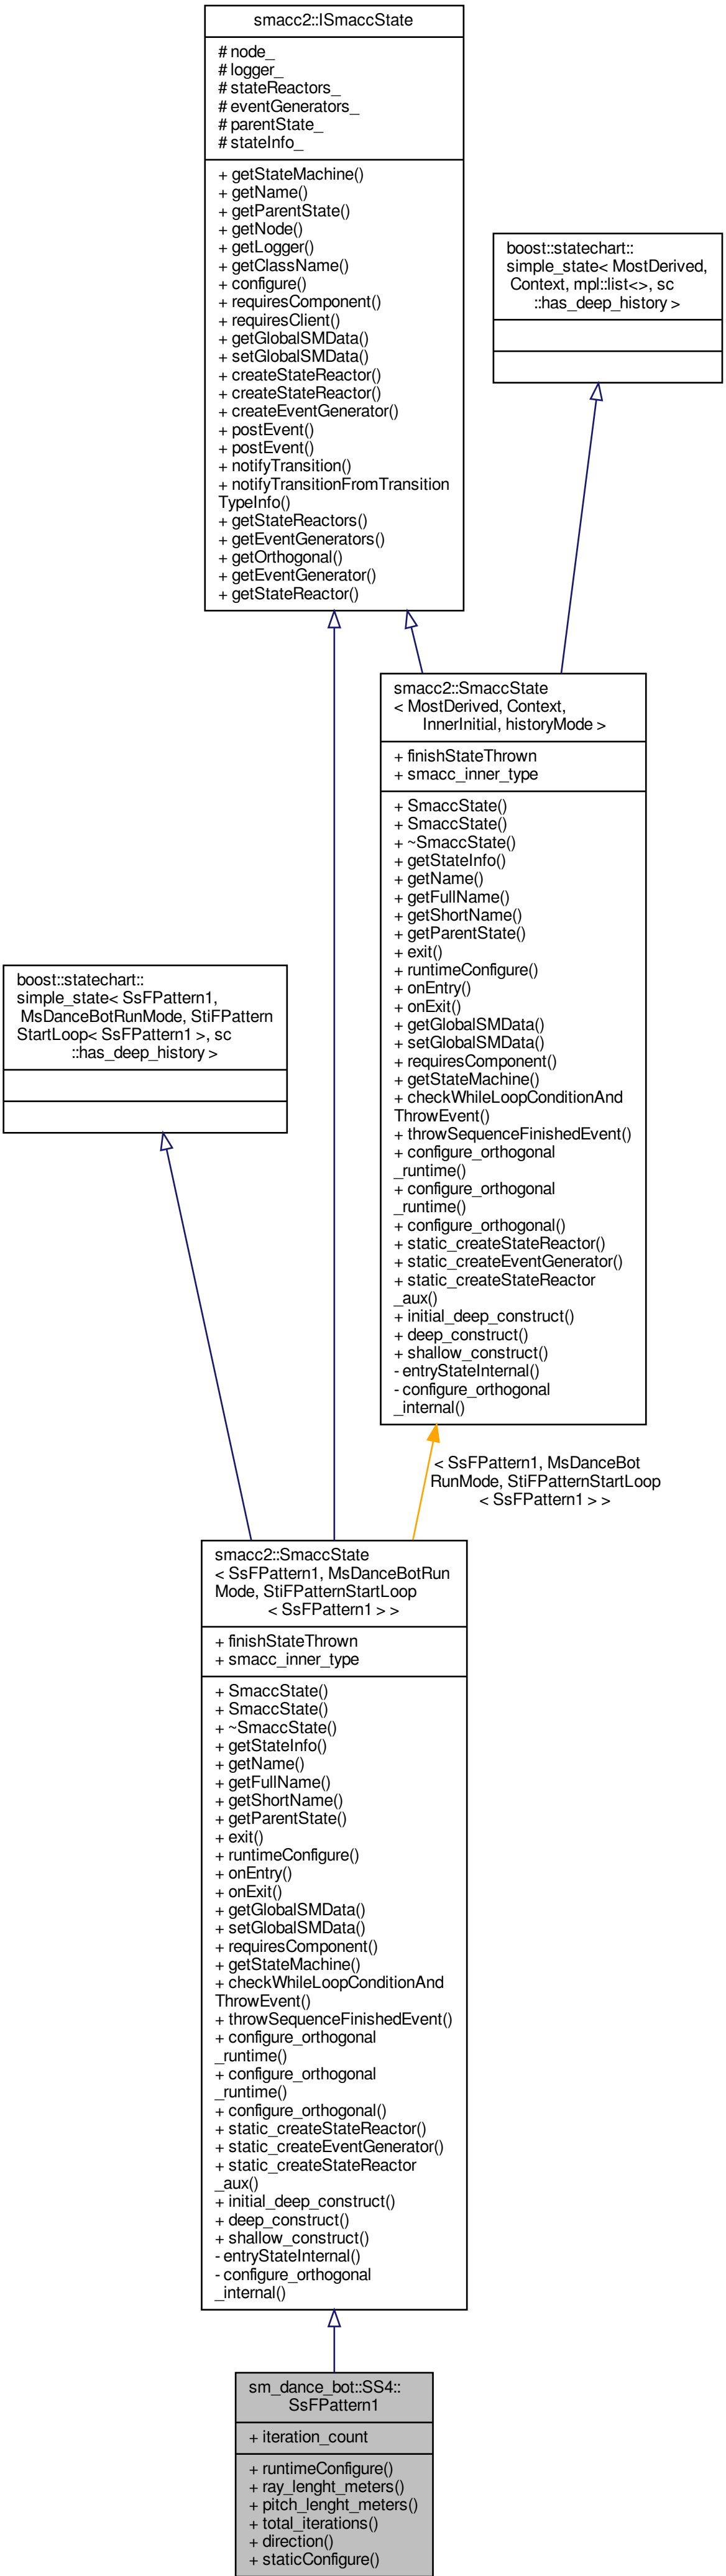 smacc2::ISmaccState
# node_
# logger_
# stateReactors_
# eventGenerators_
# parentState_
# stateInfo_
+ getStateMachine()
+ getName()
+ getParentState()
+ getNode()
+ getLogger()
+ getClassName()
+ configure()
+ requiresComponent()
+ requiresClient()
+ getGlobalSMData()
+ setGlobalSMData()
+ createStateReactor()
+ createStateReactor()
+ createEventGenerator()
+ postEvent()
+ postEvent()
+ notifyTransition()
+ notifyTransitionFromTransition
TypeInfo()
+ getStateReactors()
+ getEventGenerators()
+ getOrthogonal()
+ getEventGenerator()
+ getStateReactor()
boost::statechart::
simple_state< MostDerived,
Context, mpl::list<>, sc
::has_deep_history >
smacc2::SmaccState
< MostDerived, Context,
InnerInitial, historyMode >
+ finishStateThrown
+ smacc_inner_type
+ SmaccState()
+ SmaccState()
+ ~SmaccState()
+ getStateInfo()
+ getName()
+ getFullName()
+ getShortName()
+ getParentState()
+ exit()
+ runtimeConfigure()
+ onEntry()
+ onExit()
+ getGlobalSMData()
+ setGlobalSMData()
+ requiresComponent()
+ getStateMachine()
+ checkWhileLoopConditionAnd
ThrowEvent()
+ throwSequenceFinishedEvent()
+ configure_orthogonal
_runtime()
+ configure_orthogonal
_runtime()
+ configure_orthogonal()
+ static_createStateReactor()
+ static_createEventGenerator()
+ static_createStateReactor
_aux()
+ initial_deep_construct()
+ deep_construct()
+ shallow_construct()
- entryStateInternal()
- configure_orthogonal
_internal()
boost::statechart::
simple_state< SsFPattern1,
MsDanceBotRunMode, StiFPattern
StartLoop< SsFPattern1 >, sc
::has_deep_history >
< SsFPattern1, MsDanceBot
RunMode, StiFPatternStartLoop
< SsFPattern1 > >
smacc2::SmaccState
< SsFPattern1, MsDanceBotRun
Mode, StiFPatternStartLoop
< SsFPattern1 > >
+ finishStateThrown
+ smacc_inner_type
+ SmaccState()
+ SmaccState()
+ ~SmaccState()
+ getStateInfo()
+ getName()
+ getFullName()
+ getShortName()
+ getParentState()
+ exit()
+ runtimeConfigure()
+ onEntry()
+ onExit()
+ getGlobalSMData()
+ setGlobalSMData()
+ requiresComponent()
+ getStateMachine()
+ checkWhileLoopConditionAnd
ThrowEvent()
+ throwSequenceFinishedEvent()
+ configure_orthogonal
_runtime()
+ configure_orthogonal
_runtime()
+ configure_orthogonal()
+ static_createStateReactor()
+ static_createEventGenerator()
+ static_createStateReactor
_aux()
+ initial_deep_construct()
+ deep_construct()
+ shallow_construct()
- entryStateInternal()
- configure_orthogonal
_internal()
sm_dance_bot::SS4::
SsFPattern1
+ iteration_count
+ runtimeConfigure()
+ ray_lenght_meters()
+ pitch_lenght_meters()
+ total_iterations()
+ direction()
+ staticConfigure()